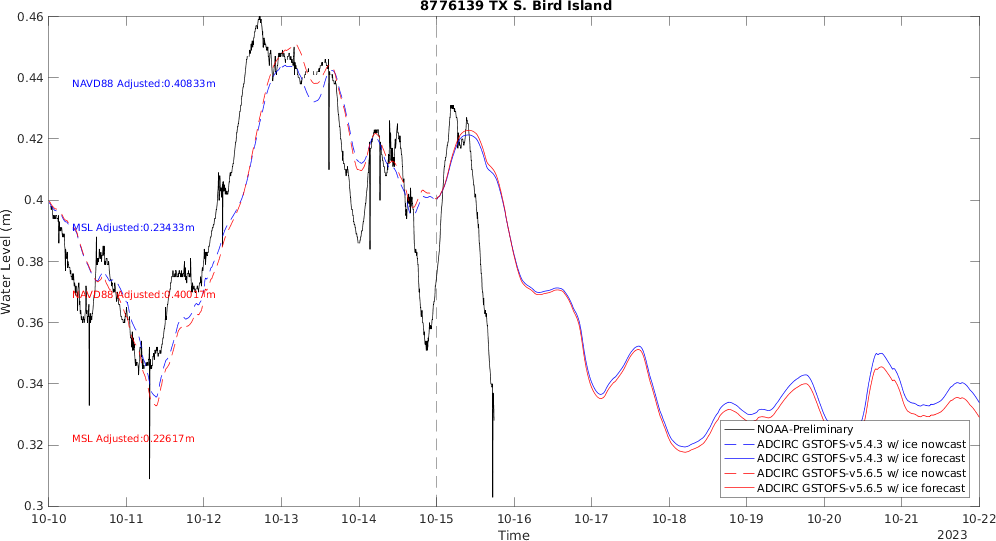 8776139 TX S. Bird Island
Water Level (m)
0.46
0.44
0.42
0.4
0.38
0.36
0.34
0.32
0.3
NAVD88 Adjusted:0.40833m
MSL Adjusted:0.23433m
NAVD88 Adjusted:0.40017m
MSL Adjusted:0.22617m
NOAA-Preliminary
ADCIRC GSTOFS-v5.4.3 w/ ice nowcast
ADCIRC GSTOFS-v5.4.3 w/ ice forecast
ADCIRC GSTOFS-v5.6.5 w/ ice nowcast
ADCIRC GSTOFS-v5.6.5 w/ ice forecast
10-10 10-11 10-12 10-13 10-14 10-15 10-16 10-17 10-18 10-19 10-20 10-21 10-22
Time
2023